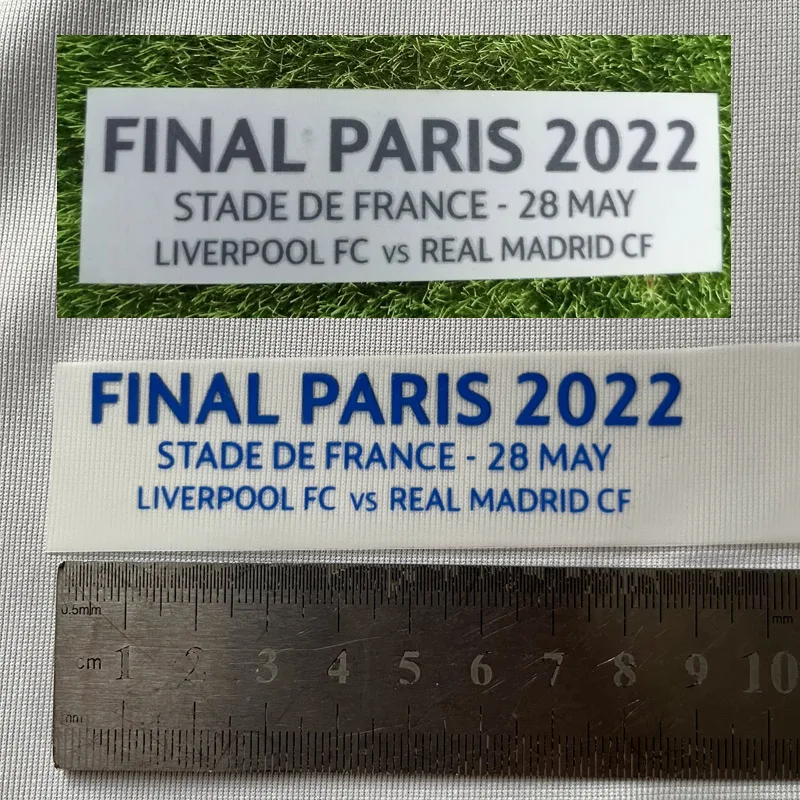 FINAL PARIS 2022
STADE DE FRANCE - 28 MAY
LIVERPOOL FC vs REAL MADRID CF
FINAL PARIS 2022
STADE DE FRANCE - 28 MAY
LIVERPOOL FC vs REAL MADRID CF
0.5mm
mm
cm 1 2 3 4 5 6 7 8 9 10
mm